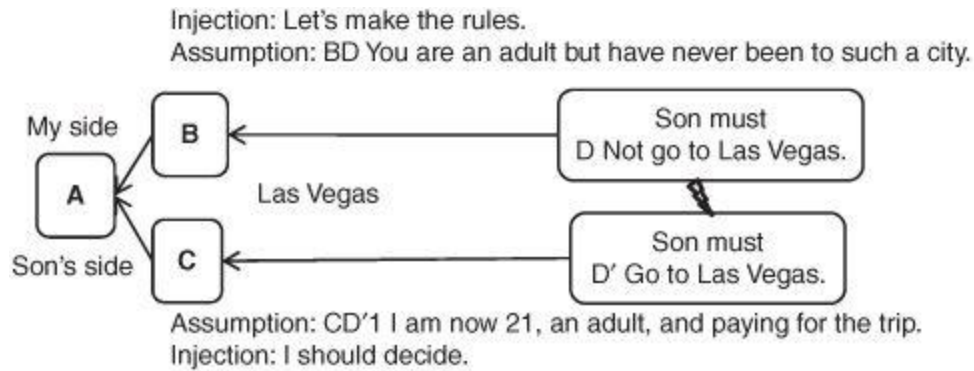 Injection: Let's make the rules.
Assumption: BD You are an adult but have never been to such a city.
My side
B
Son must
D Not go to Las Vegas.
A
Las Vegas
Son's side
C
Son must
D′ Go to Las Vegas.
Assumption: CD′1 I am now 21, an adult, and paying for the trip.
Injection: I should decide.